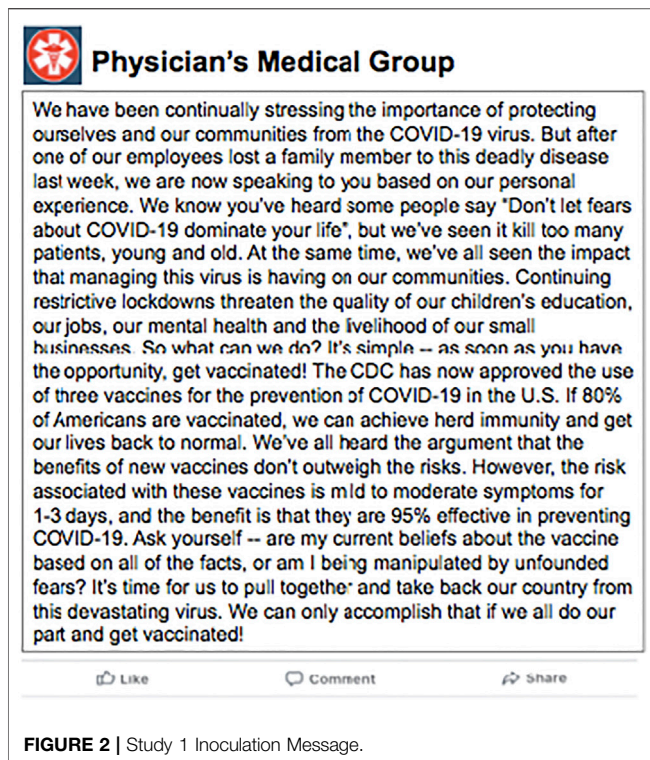 Physician's Medical Group
We have been continually stressing the importance of protecting
ourselves and our communities from the COVID-19 virus. But after
one of our employees lost a family member to this deadly disease
last week, we are now speaking to you based on our personal
experience. We know you've heard some people say "Don't let fears
about COVID-19 dominate your life", but we've seen it kill too many
patients, young and old. At the same time, we've all seen the impact
that managing this virus is having on our communities. Continuing
restrictive lockdowns threaten the quality of our children's education,
our jobs, our mental health and the livelihood of our small
businesses. So what can we do? It's simple -- as soon as you have
the opportunity, get vaccinated! The CDC has now approved the use
of three vaccines for the prevention of COVID-19 in the U.S. If 80%
of Americans are vaccinated, we can achieve herd immunity and get
our lives back to normal. We've all heard the argument that the
benefits of new vaccines don't outweigh the risks. However, the risk
associated with these vaccines is mild to moderate symptoms for
1-3 days, and the benefit is that they are 95% effective in preventing
COVID-19. Ask yourself -- are my current beliefs about the vaccine
based on all of the facts, or am I being manipulated by unfounded
fears? It's time for us to pull together and take back our country from
this devastating virus. We can only accomplish that if we all do our
part and get vaccinated!
Like Comment Share
FIGURE 2 | Study 1 Inoculation Message.